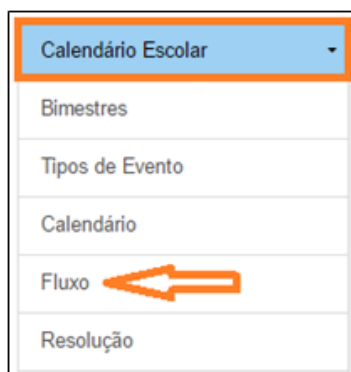 Calendário Escolar
Bimestres
Tipos de Evento
Calendário
Fluxo
Resolução